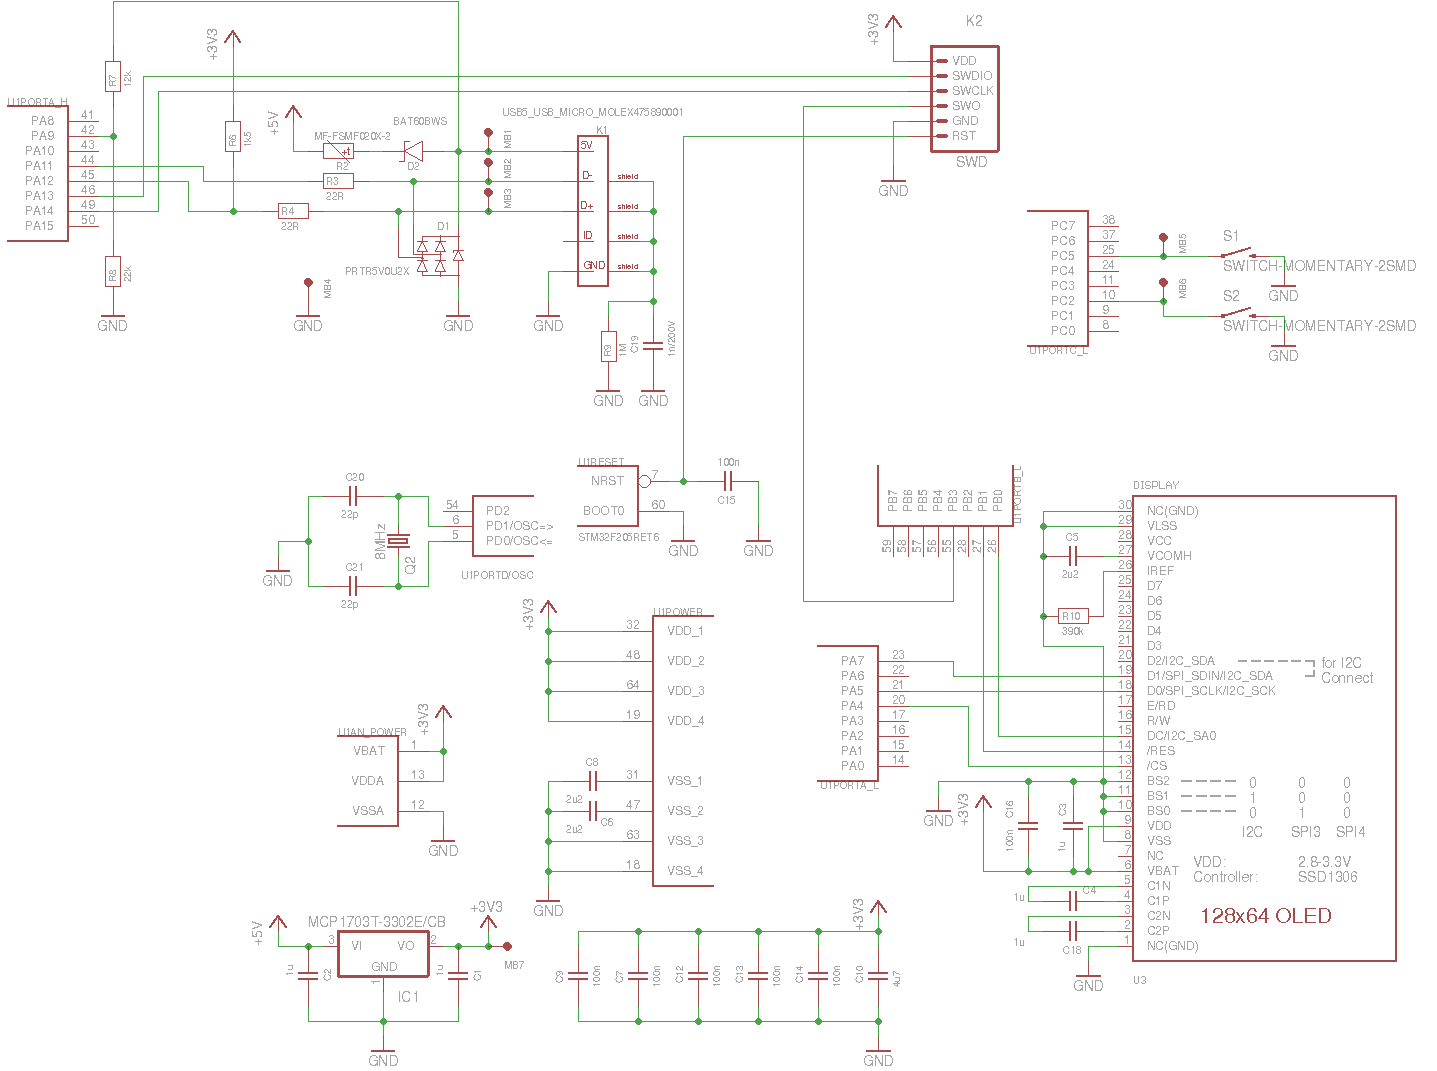 +3V3
R7
12k
U1PORTA_H
PA8
41
PA9
42
PA10
43
PA11
44
PA12
45
PA13
46
PA14
49
PA15
50
R8
22k
GND
R6
1k5
+5V
MF-FSMF020X-2
R2
BAT60BWS
D2
R3
22R
R4
22R
D1
PRTR5V0U2X
MB4
GND
GND
MB1
MB2
MB3
USB5_USB_MICRO_MOLEX475890001
K1
5V
D-
shield
D+
shield
ID
shield
GND
shield
GND
R9
1M
C19
1n/200V
GND
GND
+3V3
K2
VDD
SWDIO
SWCLK
SWO
GND
RST
SWD
GND
PC7
38
PC6
37
PC5
25
PC4
24
PC3
11
PC2
10
PC1
9
PC0
8
U1PORTC_L
MB5
S1
SWITCH-MOMENTARY-2SMD
GND
MB6
S2
SWITCH-MOMENTARY-2SMD
GND
C20
22p
8MHz
Q2
C21
22p
GND
54
PD2
6
PD1/OSC=>
5
PD0/OSC<=
U1PORTD/OSC
U1RESET
NRST
7
BOOT0
60
STM32F205RET6
GND
100n
C15
GND
U1PORTB_L
PB7
PB6
PB5
PB4
PB3
PB2
PB1
PB0
59
58
57
56
55
28
27
26
+3V3
U1POWER
32
VDD_1
48
VDD_2
64
VDD_3
19
VDD_4
C8
2u2
31
VSS_1
C6
2u2
47
VSS_2
63
VSS_3
18
VSS_4
GND
U1AN_POWER
+3V3
VBAT
1
VDDA
13
VSSA
12
GND
PA7
23
PA6
22
PA5
21
PA4
20
PA3
17
PA2
16
PA1
15
PA0
14
U1PORTA_L
DISPLAY
30
NC(GND)
29
VLSS
28
VCC
27
VCOMH
26
IREF
25
D7
24
D6
23
D5
22
D4
21
D3
20
D2/I2C_SDA
19
D1/SPI_SDIN/I2C_SDA
18
D0/SPI_SCLK/I2C_SCK
17
E/RD
16
R/W
15
DC/I2C_SA0
14
/RES
13
/CS
12
BS2
0 0 0
11
BS1
1 0 0
10
BS0
0 1 0
9
VDD
I2C SPI3 SPI4
8
VSS
7
NC
6
VBAT
5
C1N
4
C1P
3
C2N
2
C2P
1
NC(GND)
for I2C
Connect
VDD: 2.8-3.3V
Controller: SSD1306
128x64 OLED
U3
C5
2u2
R10
390k
GND
+3V3
C16
100n
C3
1u
C4
1u
C18
1u
GND
+5V
MCP1703T-3302E/CB
+3V3
3
VI
VO
2
GND
1
IC1
MB7
C2
1u
C1
1u
GND
+3V3
C9
100n
C7
100n
C12
100n
C13
100n
C14
100n
C10
4u7
GND